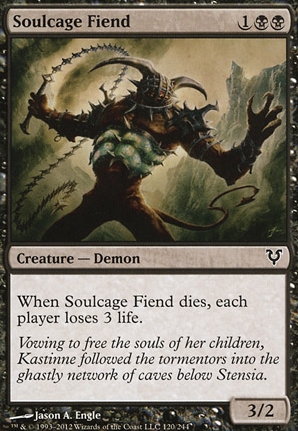 Soulcage Fiend 1
Creature — Demon
When Soulcage Fiend dies, each
player loses 3 life.
Vowing to free the souls of her children,
Kastinne followed the tormentors into the
ghastly network of caves below Stensia.
3/2
Jason A. Engle
™ & © 1993–2012 Wizards of the Coast LLC 120/244